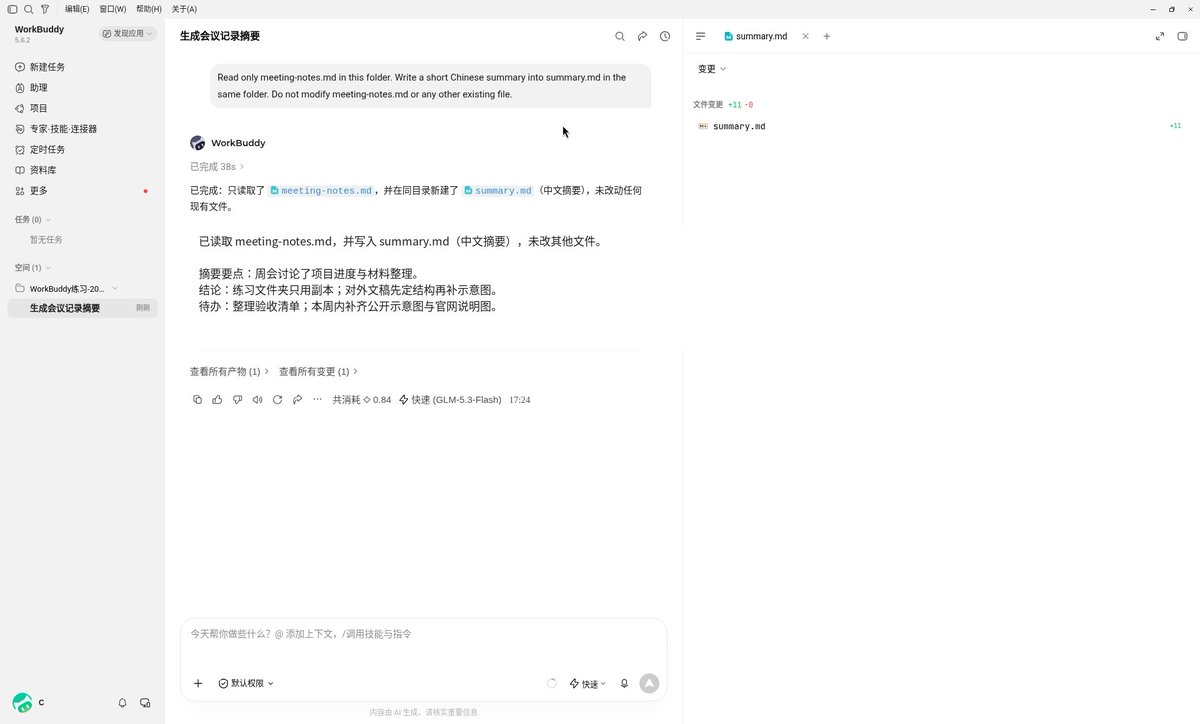 编辑(E) 窗口(W) 帮助(H) 关于(A)
WorkBuddy
5.6.2
发现应用
新建任务
助理
项目
专家·技能·连接器
定时任务
资料库
更多
任务 (0)
暂无任务
空间 (1)
WorkBuddy练习-20...
生成会议记录摘要 刚刚
C
生成会议记录摘要
Read only meeting-notes.md in this folder. Write a short Chinese summary into summary.md in the
same folder. Do not modify meeting-notes.md or any other existing file.
WorkBuddy
已完成 38s
已完成：只读取了 meeting-notes.md，并在同目录新建了 summary.md（中文摘要），未改动任何
现有文件。
已读取 meeting-notes.md，并写入 summary.md（中文摘要），未改其他文件。
摘要要点：周会讨论了项目进度与材料整理。
结论：练习文件夹只用副本；对外文稿先定结构再补示意图。
待办：整理验收清单；本周内补齐公开示意图与官网说明图。
查看所有产物 (1) 查看所有变更 (1)
共消耗 0.84 快速 (GLM-5.3-Flash) 17:24
今天帮你做些什么？@ 添加上下文，/调用技能与指令
默认权限
快速
内容由 AI 生成，请核实重要信息
summary.md
变更
文件变更 +11 -0
summary.md +11